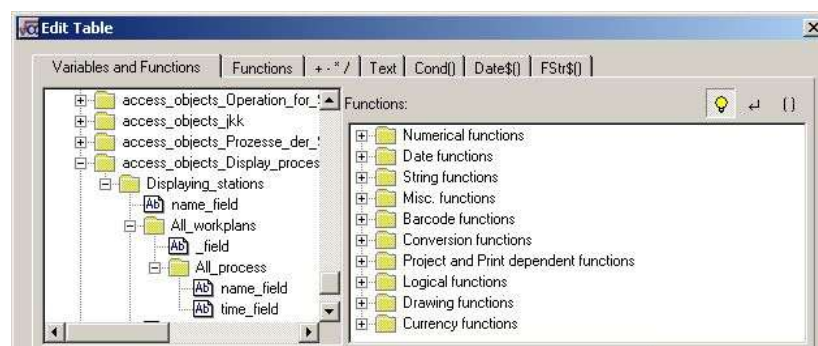 Edit Table
Variables and Functions Functions + - * / Text Cond() Date$() FStr$()
access_objects_Operation_for_
access_objects_jkk
access_objects_Prozesse_der_
access_objects_Display_proces
Displaying_stations
name_field
All_workplans
_field
All_process
name_field
time_field
Functions:
( )
Numerical functions
Date functions
String functions
Misc. functions
Barcode functions
Conversion functions
Project and Print dependent functions
Logical functions
Drawing functions
Currency functions